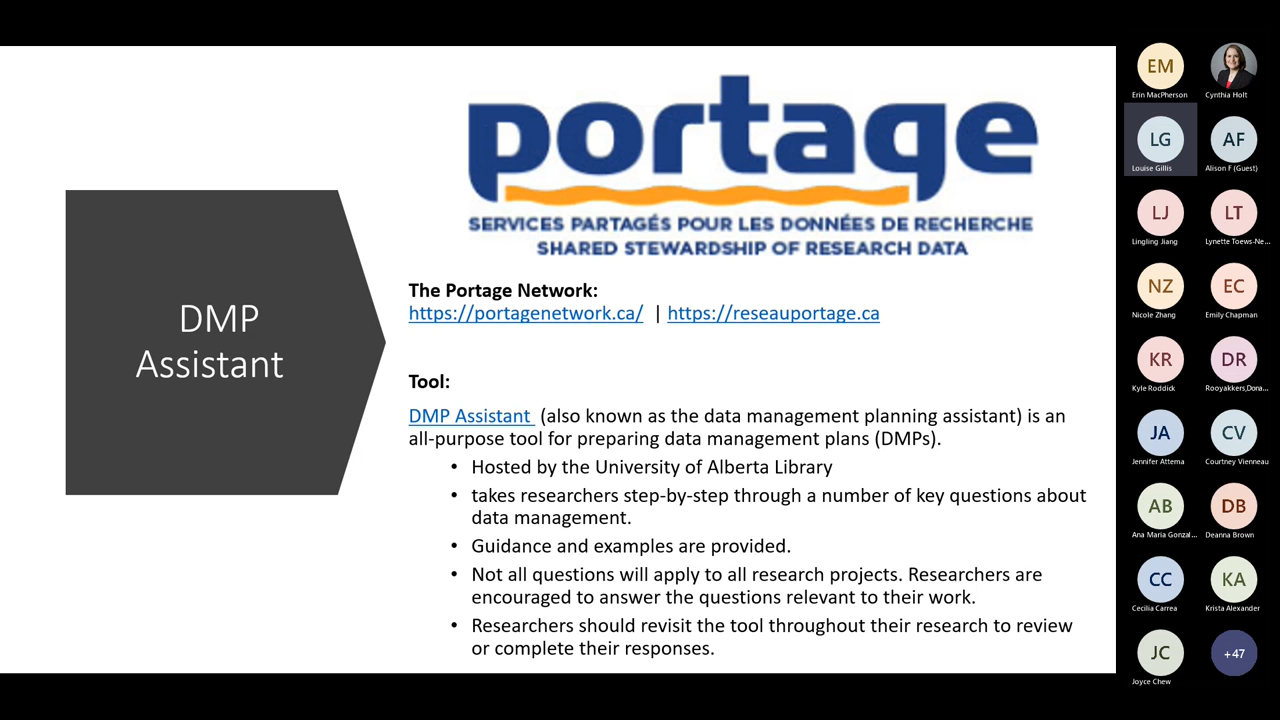 portage
SERVICES PARTAGÉS POUR LES DONNÉES DE RECHERCHE
SHARED STEWARDSHIP OF RESEARCH DATA
DMP
Assistant
The Portage Network:
https://portagenetwork.ca/ | https://reseauportage.ca
Tool:
DMP Assistant (also known as the data management planning assistant) is an
all-purpose tool for preparing data management plans (DMPs).
• Hosted by the University of Alberta Library
• takes researchers step-by-step through a number of key questions about
data management.
• Guidance and examples are provided.
• Not all questions will apply to all research projects. Researchers are
encouraged to answer the questions relevant to their work.
• Researchers should revisit the tool throughout their research to review
or complete their responses.
EM
Erin MacPherson
Cynthia Holt
LG
Louise Gillis
AF
Alison F (Guest)
LJ
Lingling Jiang
LT
Lynette Toews-Ne...
NZ
Nicole Zhang
EC
Emily Chapman
KR
Kyle Roddick
DR
Rooyakkers,Dona...
JA
Jennifer Attema
CV
Courtney Vienneau
AB
Ana Maria Gonzal...
DB
Deanna Brown
CC
Cecilia Carrea
KA
Krista Alexander
JC
Joyce Chew
+47